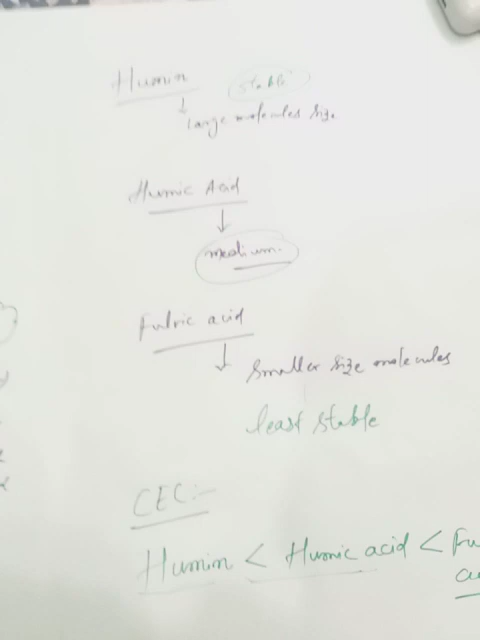 Humin stable
↓
Large molecules size
Humic Acid
↓
medium.
Fulvic acid
↓
Smaller size molecules
least stable
CEC:-
Humin < Humic acid < Fu